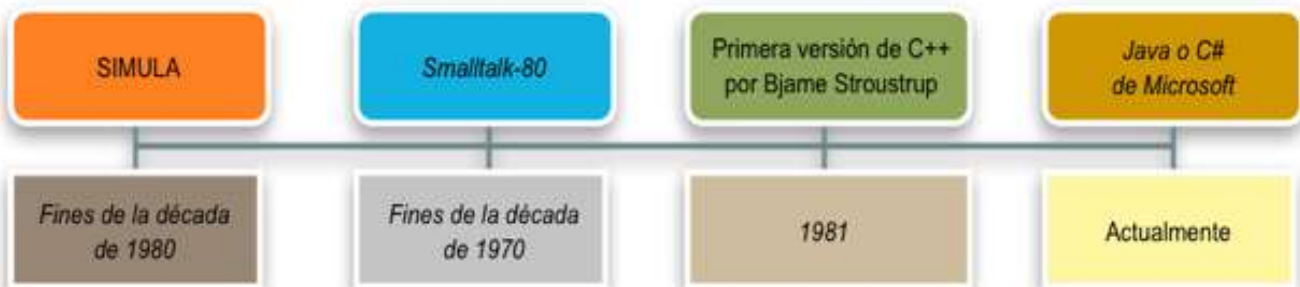 SIMULA
Smalltalk-80
Primera versión de C++
por Bjame Stroustrup
Java o C#
de Microsoft
Fines de la década
de 1980
Fines de la década
de 1970
1981
Actualmente